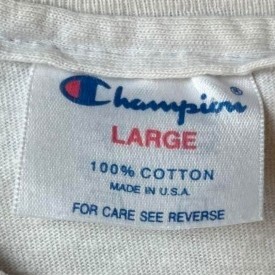 Champion®
LARGE
100% COTTON
MADE IN U.S.A.
FOR CARE SEE REVERSE